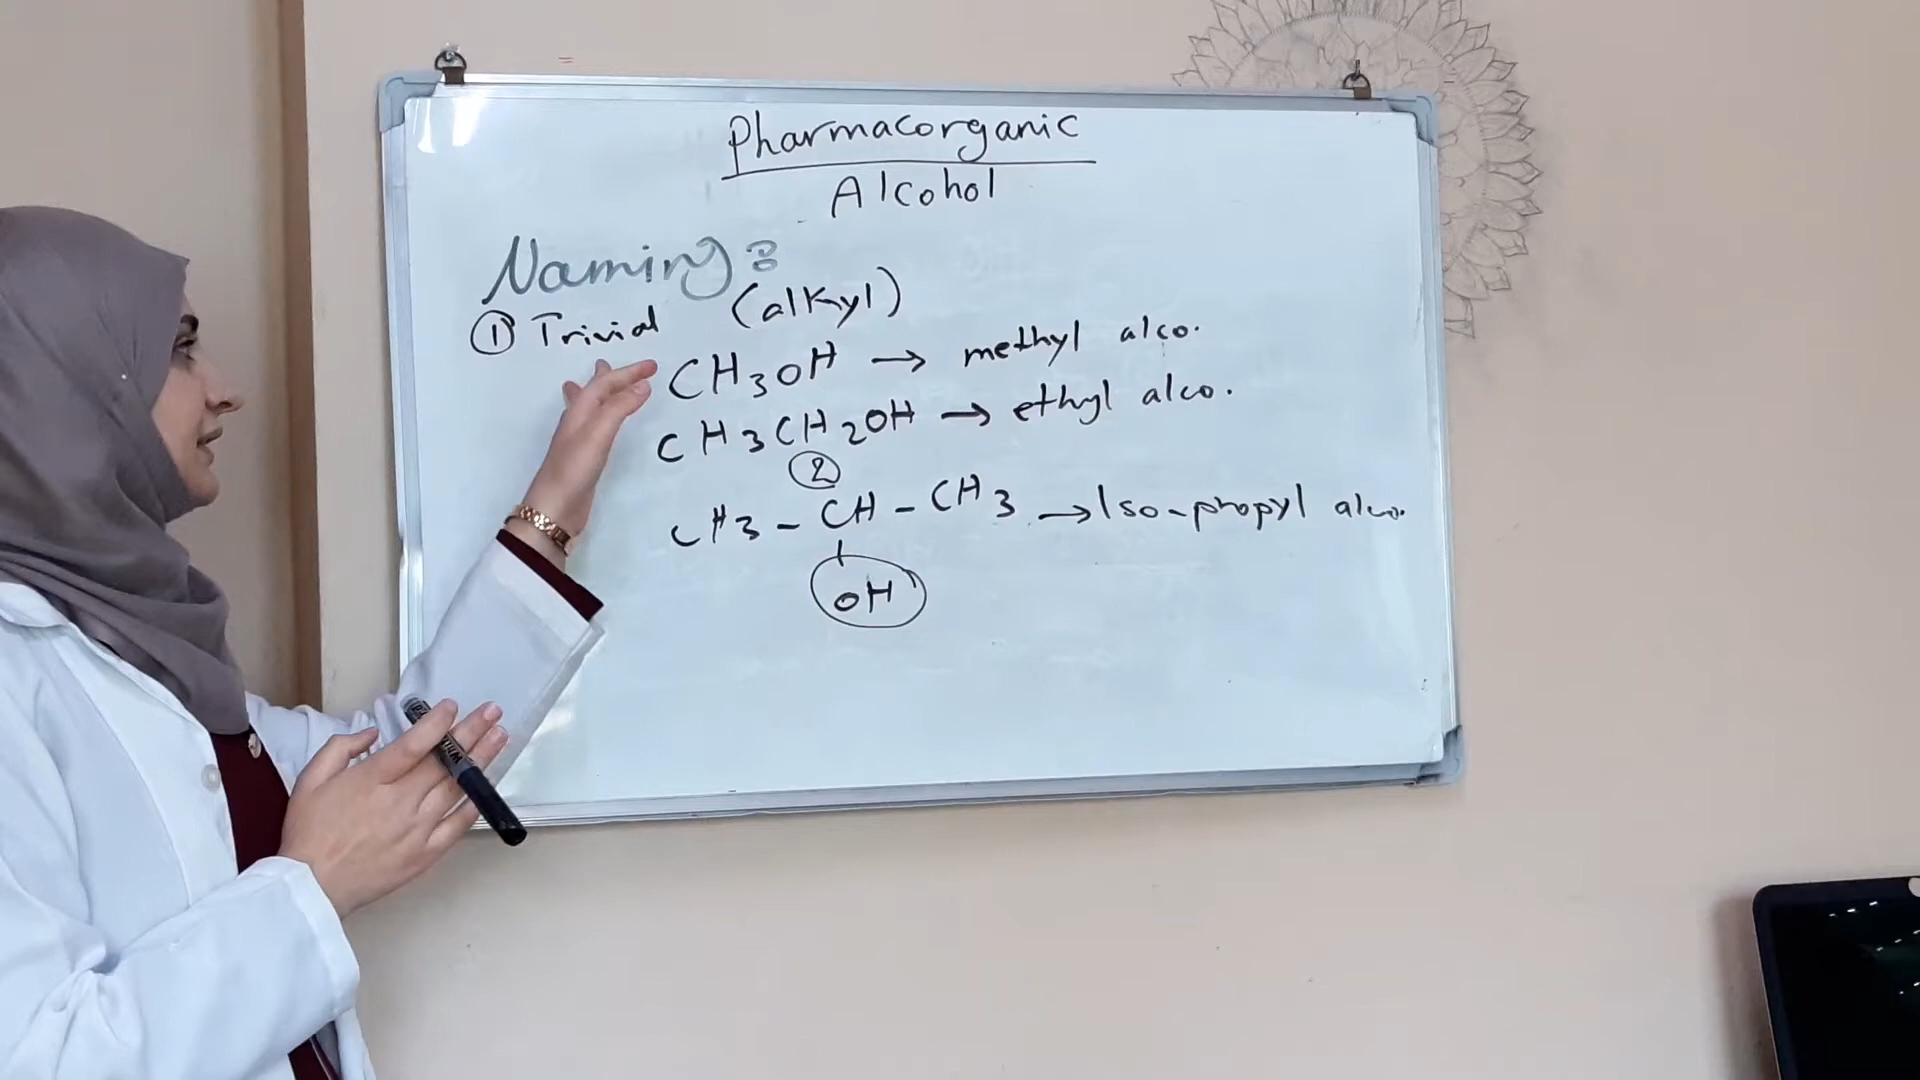 Pharmacorganic
Alcohol
Naming:
① Trivial (alkyl)
CH3OH → methyl alco.
CH3CH2OH → ethyl alco.
②
CH3 - CH - CH3 → Iso-propyl alco.
OH